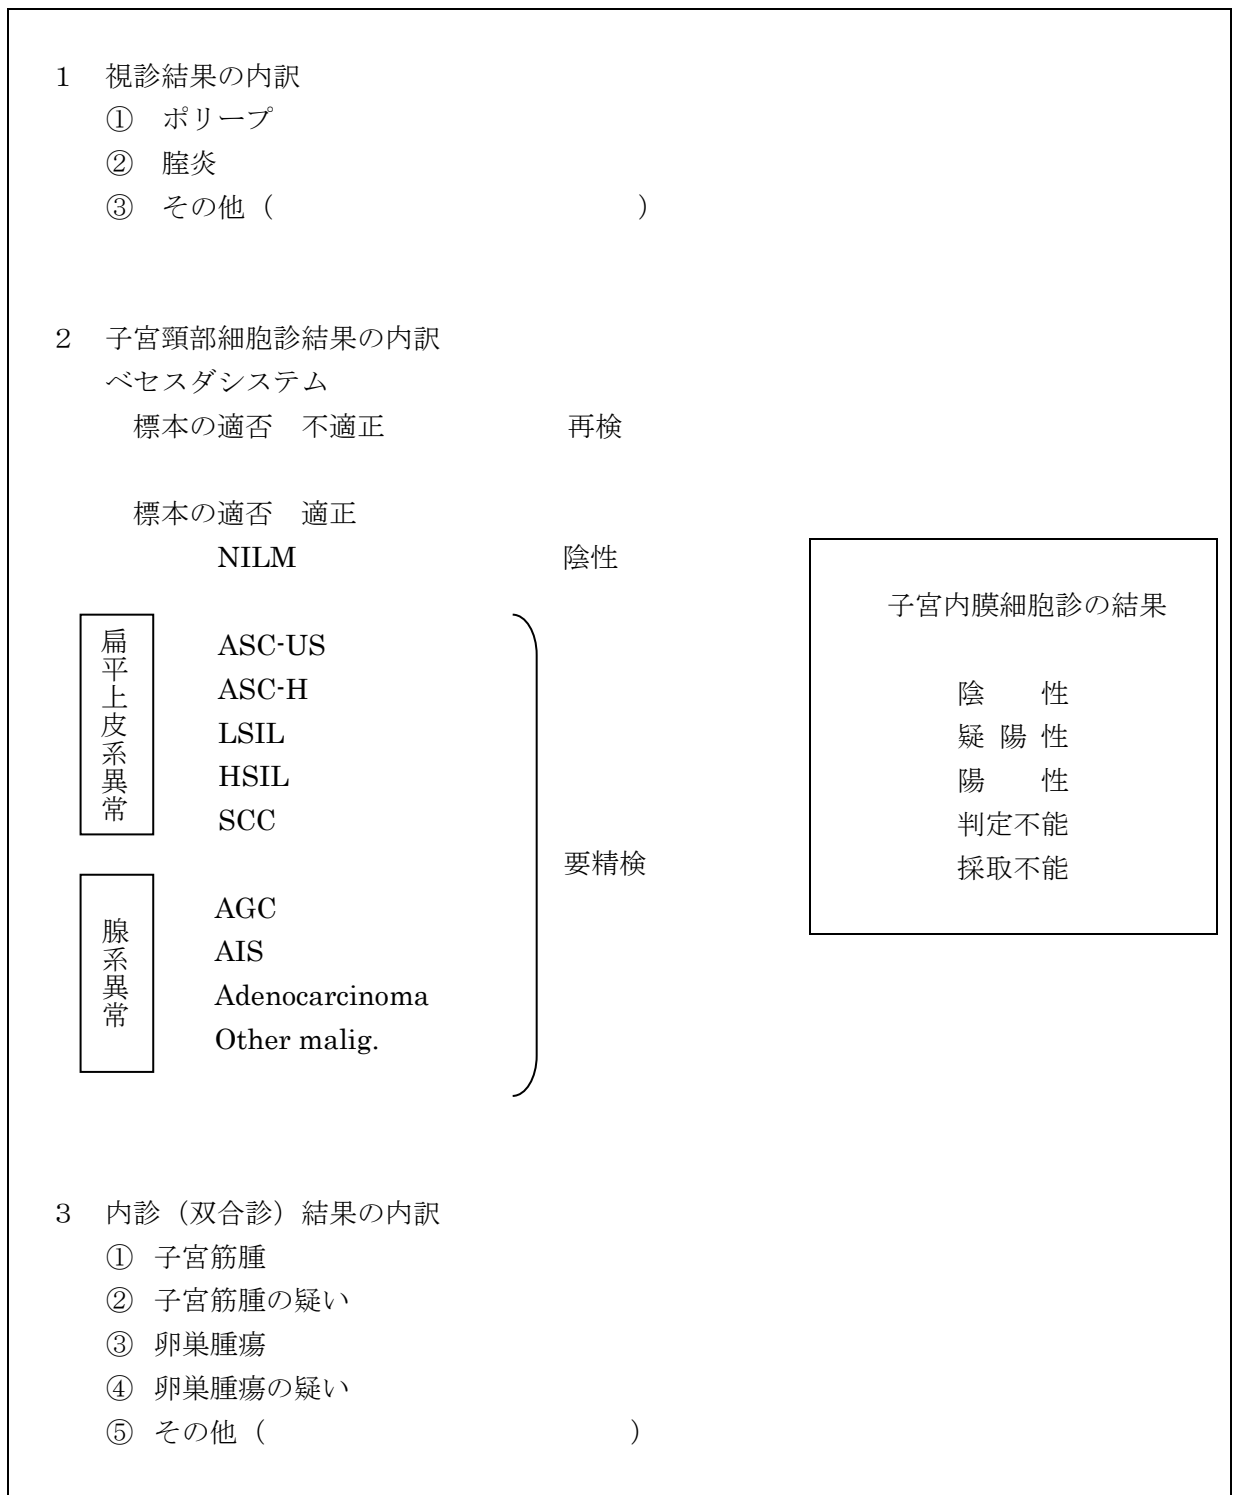 １ 視診結果の内訳
① ポリープ
② 腟炎
③ その他（ ）
２ 子宮頸部細胞診結果の内訳
ベセスダシステム
標本の適否 不適正 再検
標本の適否 適正
NILM 陰性
扁平上皮系異常
ASC-US
ASC-H
LSIL
HSIL
SCC
腺系異常
AGC
AIS
Adenocarcinoma
Other malig.
要精検
子宮内膜細胞診の結果
陰 性
疑 陽 性
陽 性
判定不能
採取不能
３ 内診（双合診）結果の内訳
① 子宮筋腫
② 子宮筋腫の疑い
③ 卵巣腫瘍
④ 卵巣腫瘍の疑い
⑤ その他（ ）